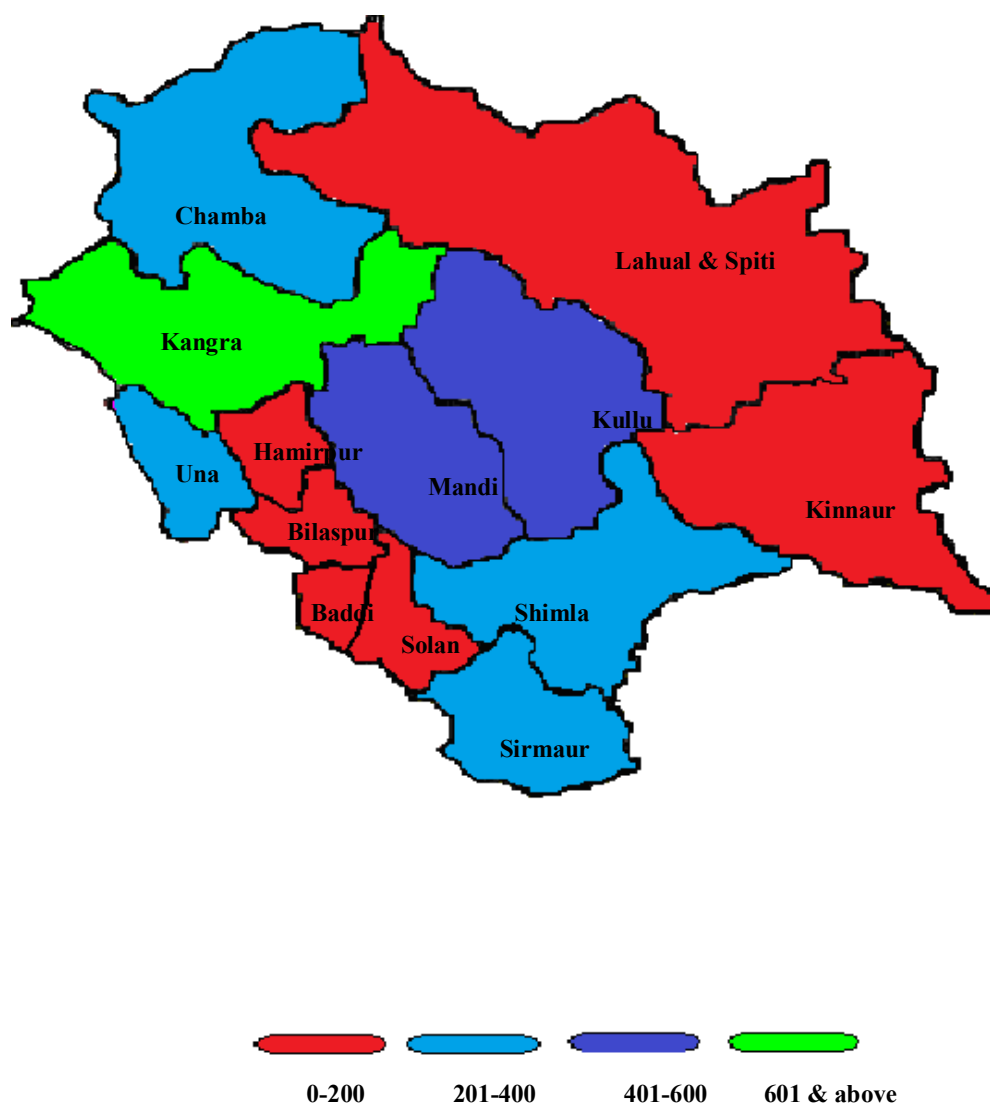 Chamba
Lahual & Spiti
Kangra
Kullu
Hamirpur
Una
Mandi
Kinnaur
Bilaspur
Baddi
Shimla
Solan
Sirmaur
0-200 201-400 401-600 601 & above